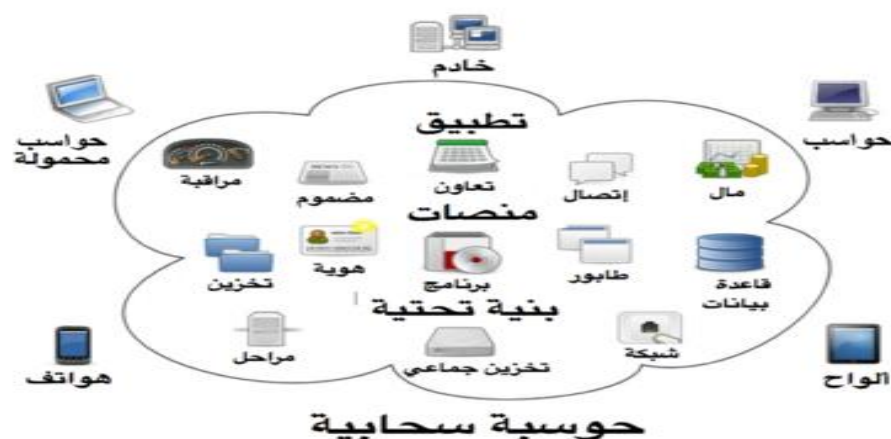 خادم
حواسب
حواسب
محمولة
تطبيق
مال
إتصال
تعاون
مضموم
مراقبة
منصات
قاعدة
بيانات
طابور
برنامج
هوية
تخزين
بنية تحتية
شبكة
تخزين جماعي
مراحل
ألواح
هواتف
حوسبة سحابية